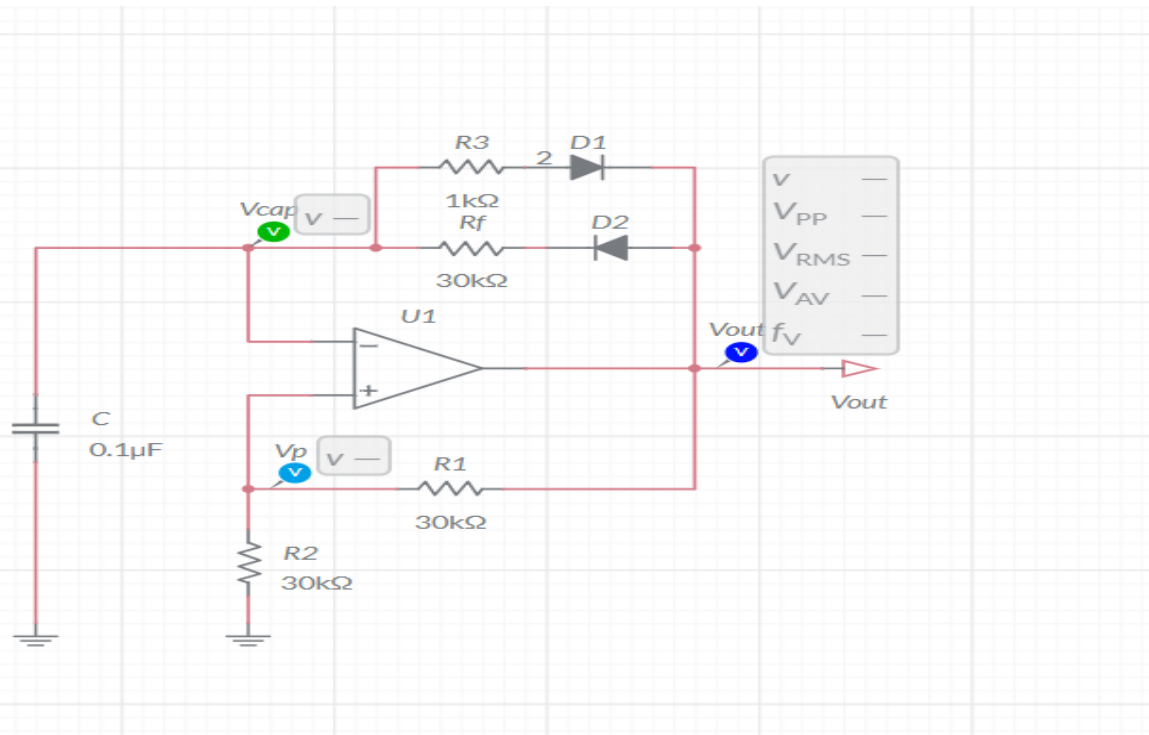 R3
2
D1
1kΩ
Vcap
V
v —
Rf
D2
30kΩ
v —
VPP —
VRMS —
VAV —
fV —
U1
−
+
Vout
V
Vout
C
0.1μF
Vp
V
v —
R1
30kΩ
R2
30kΩ